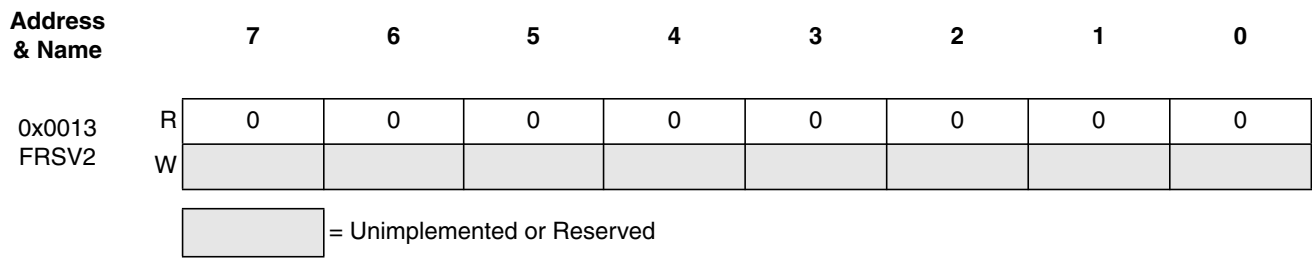 Address & Name 7 6 5 4 3 2 1 0
0x0013 FRSV2 R 0 0 0 0 0 0 0 0
W
= Unimplemented or Reserved